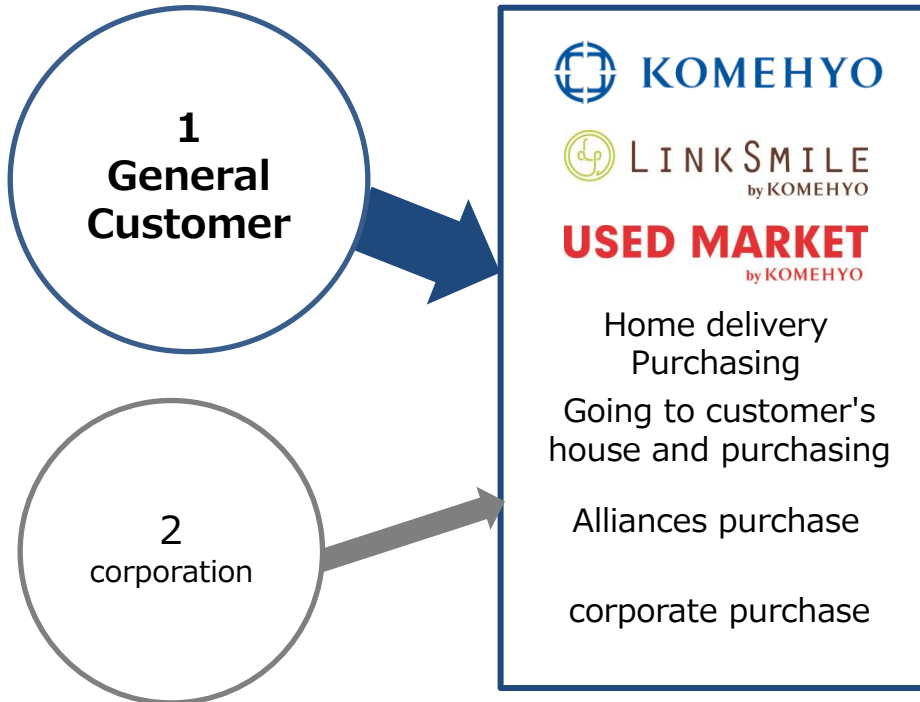 1
General
Customer
2
corporation
KOMEHYO
LINKSMILE
by KOMEHYO
USED MARKET
by KOMEHYO
Home delivery
Purchasing
Going to customer's
house and purchasing
Alliances purchase
corporate purchase